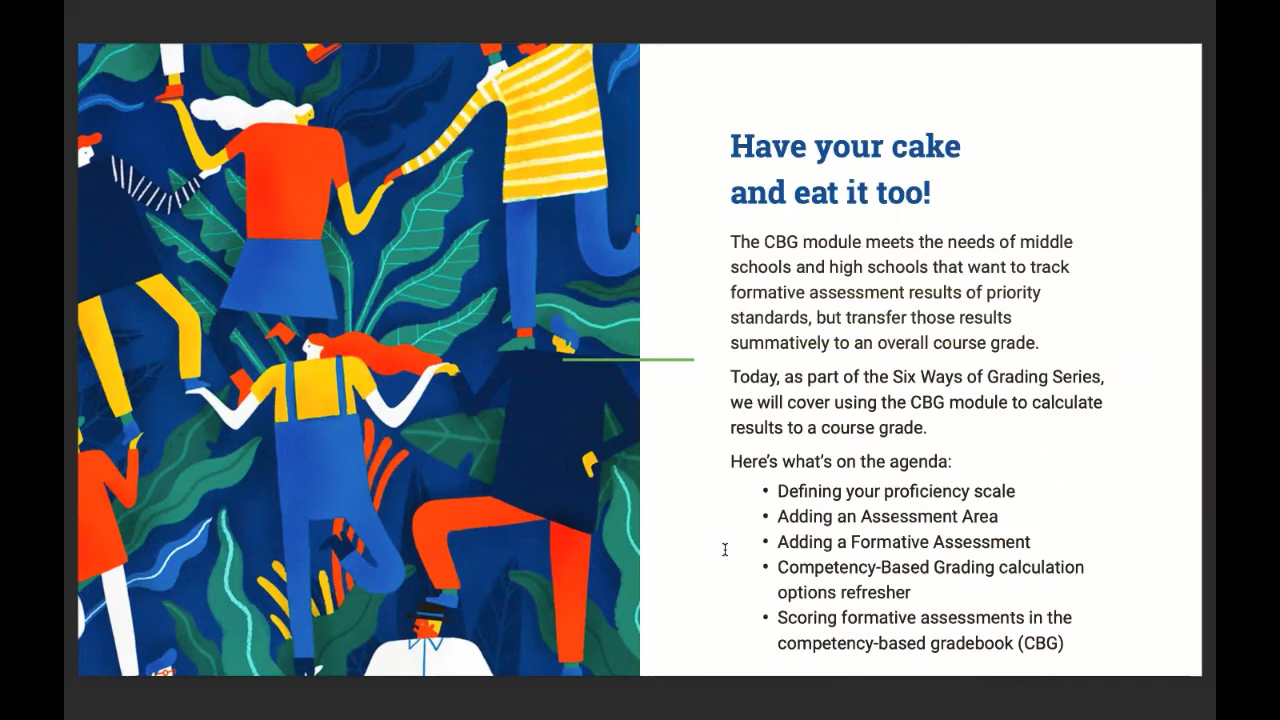 Have your cake
and eat it too!
The CBG module meets the needs of middle
schools and high schools that want to track
formative assessment results of priority
standards, but transfer those results
summatively to an overall course grade.
Today, as part of the Six Ways of Grading Series,
we will cover using the CBG module to calculate
results to a course grade.
Here's what's on the agenda:
• Defining your proficiency scale
• Adding an Assessment Area
• Adding a Formative Assessment
• Competency-Based Grading calculation
options refresher
• Scoring formative assessments in the
competency-based gradebook (CBG)